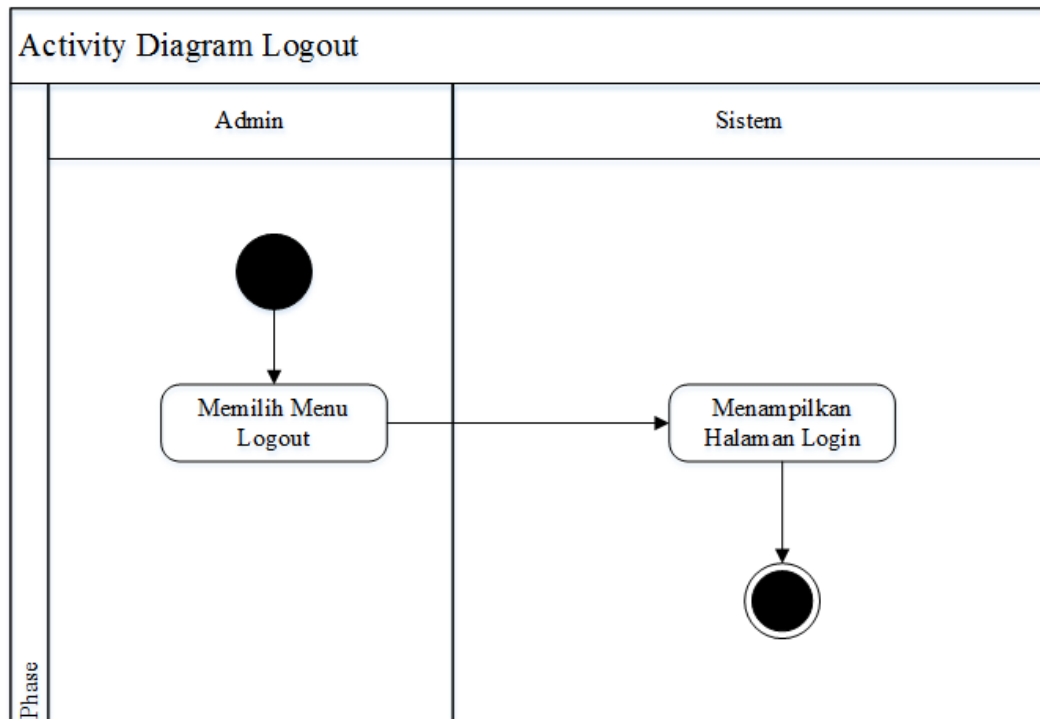 Activity Diagram Logout
Admin
Sistem
Memilih Menu
Logout
Menampilkan
Halaman Login
Phase